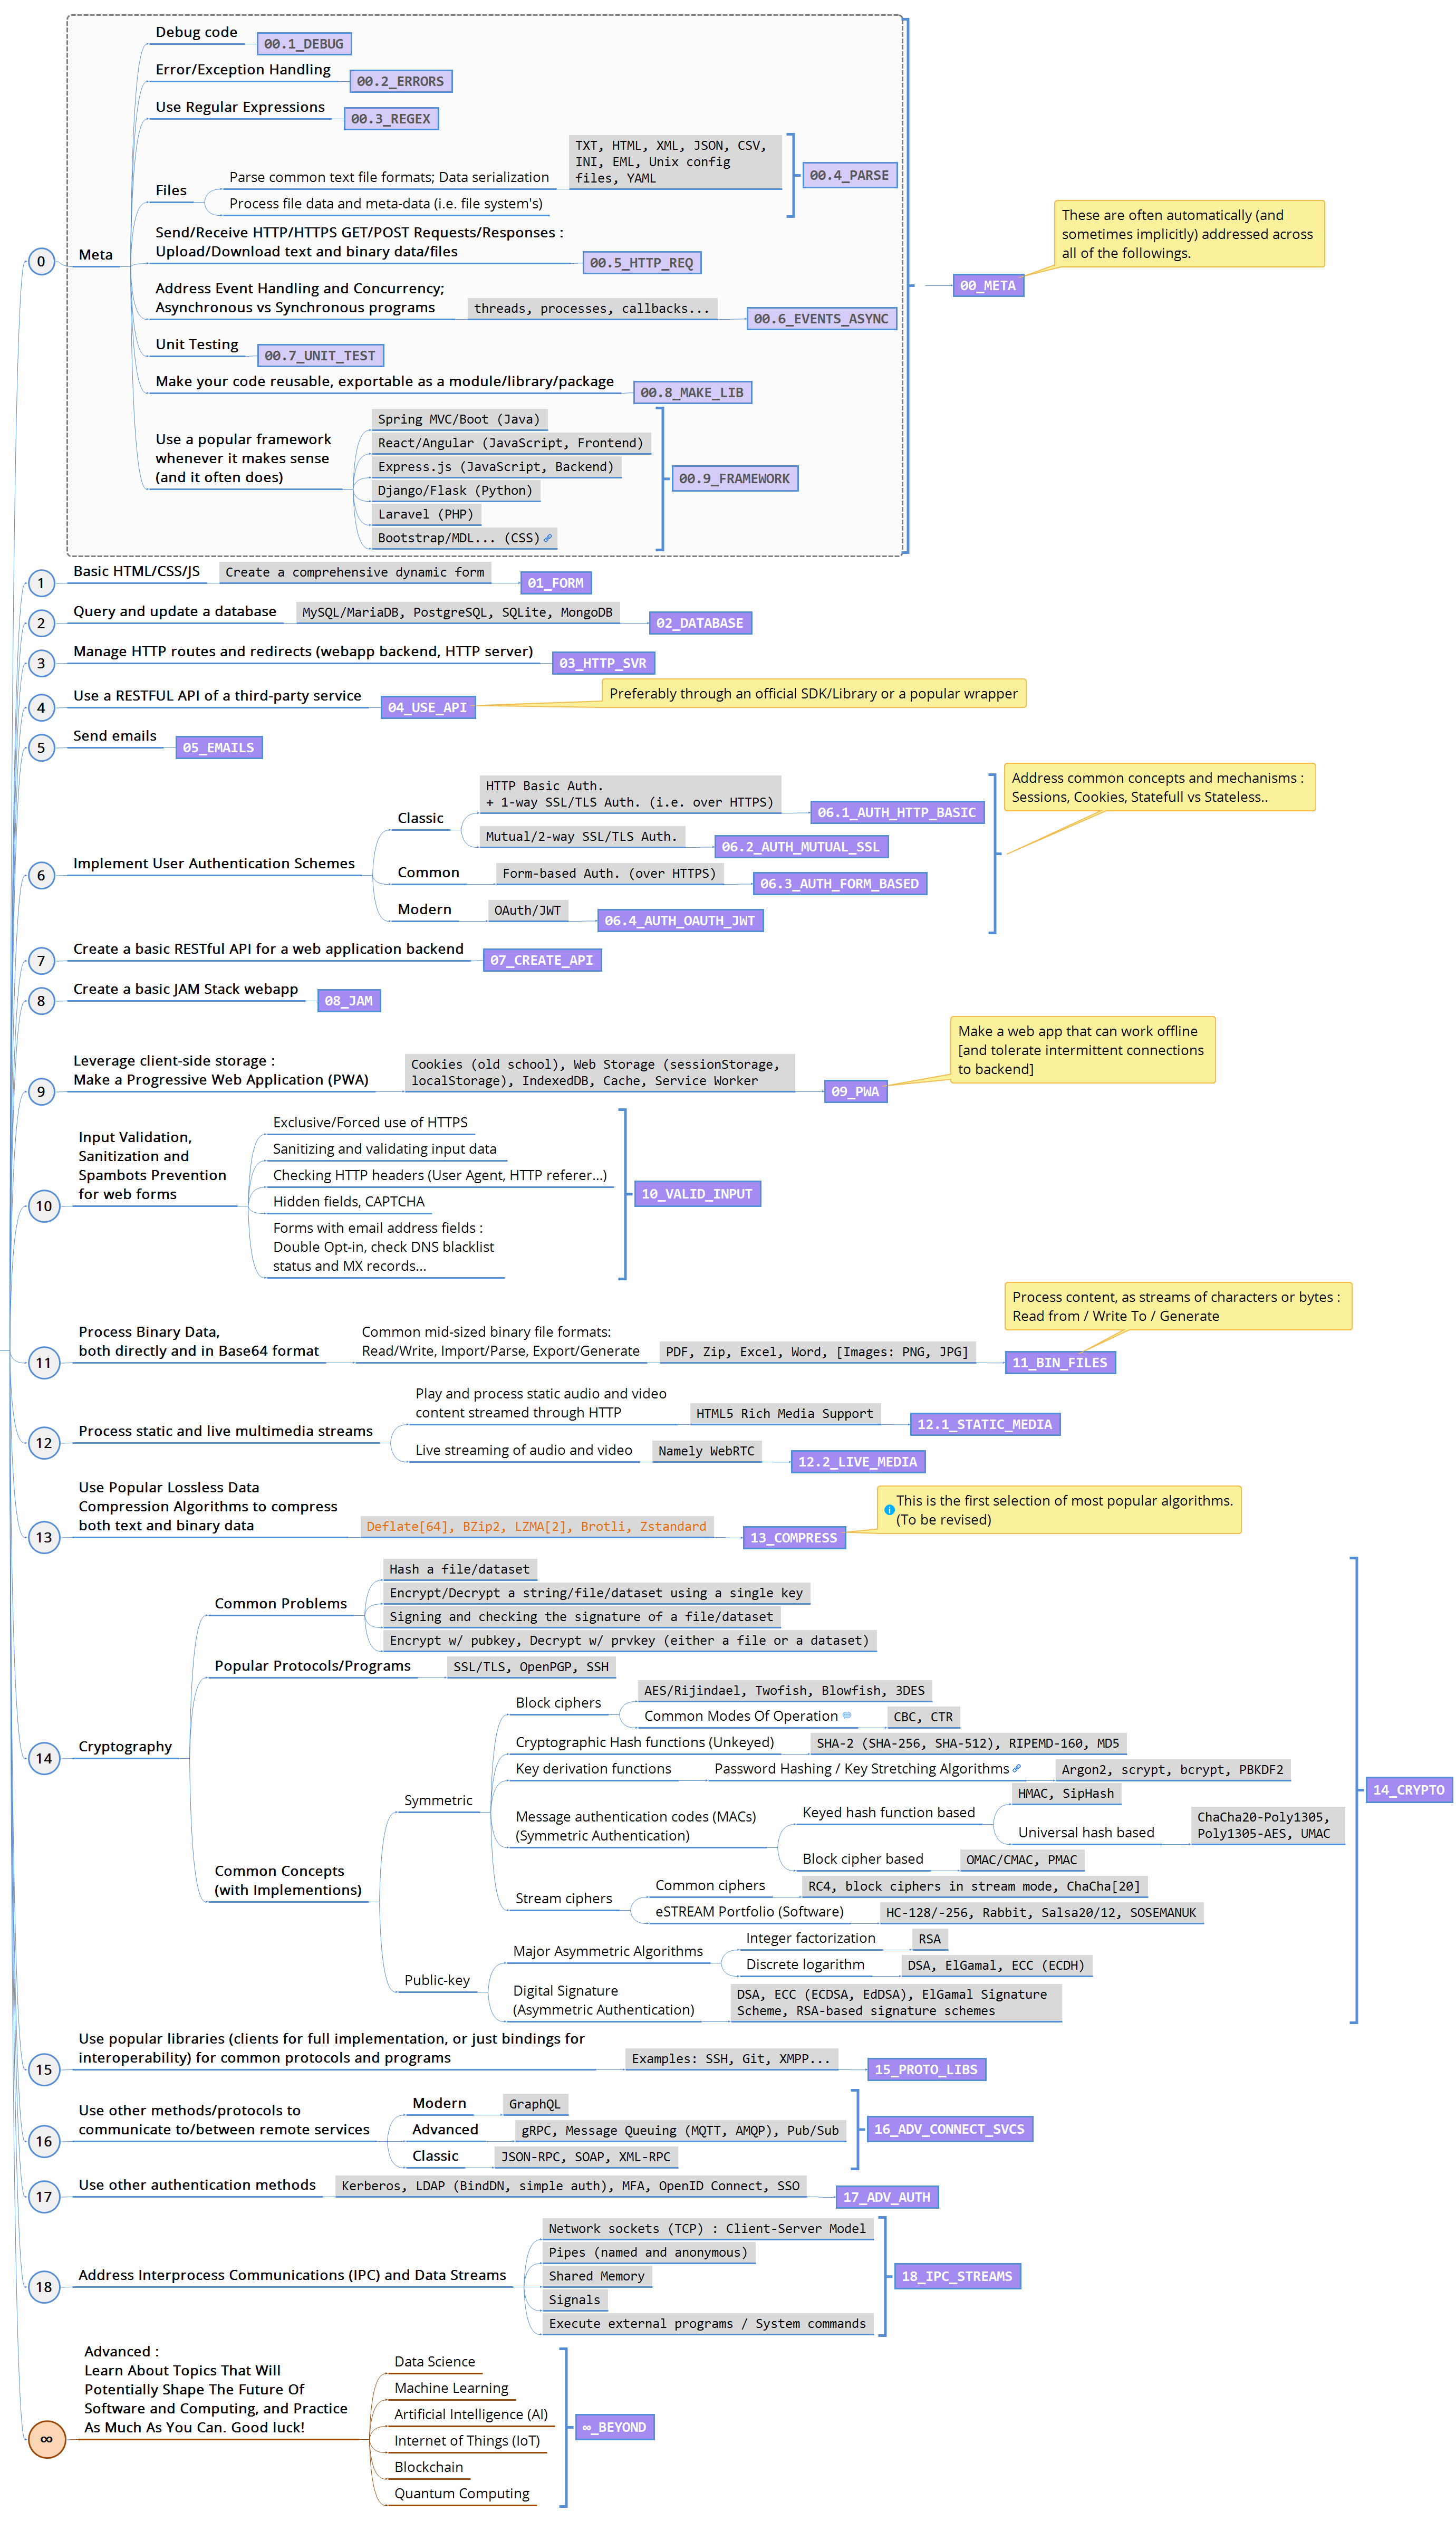 Debug code
00.1_DEBUG
Error/Exception Handling
00.2_ERRORS
Use Regular Expressions
00.3_REGEX
Files
Parse common text file formats; Data serialization
TXT, HTML, XML, JSON, CSV,
INI, EML, Unix config
files, YAML
Process file data and meta-data (i.e. file system's)
00.4_PARSE
0
Meta
Send/Receive HTTP/HTTPS GET/POST Requests/Responses :
Upload/Download text and binary data/files
00.5_HTTP_REQ
Address Event Handling and Concurrency;
Asynchronous vs Synchronous programs
threads, processes, callbacks...
00.6_EVENTS_ASYNC
Unit Testing
00.7_UNIT_TEST
Make your code reusable, exportable as a module/library/package
00.8_MAKE_LIB
Use a popular framework
whenever it makes sense
(and it often does)
Spring MVC/Boot (Java)
React/Angular (JavaScript, Frontend)
Express.js (JavaScript, Backend)
Django/Flask (Python)
Laravel (PHP)
Bootstrap/MDL... (CSS)
00.9_FRAMEWORK
00_META
These are often automatically (and
sometimes implicitly) addressed across
all of the followings.
1
Basic HTML/CSS/JS
Create a comprehensive dynamic form
01_FORM
2
Query and update a database
MySQL/MariaDB, PostgreSQL, SQLite, MongoDB
02_DATABASE
3
Manage HTTP routes and redirects (webapp backend, HTTP server)
03_HTTP_SVR
4
Use a RESTFUL API of a third-party service
04_USE_API
Preferably through an official SDK/Library or a popular wrapper
5
Send emails
05_EMAILS
6
Implement User Authentication Schemes
Classic
HTTP Basic Auth.
+ 1-way SSL/TLS Auth. (i.e. over HTTPS)
06.1_AUTH_HTTP_BASIC
Mutual/2-way SSL/TLS Auth.
06.2_AUTH_MUTUAL_SSL
Common
Form-based Auth. (over HTTPS)
06.3_AUTH_FORM_BASED
Modern
OAuth/JWT
06.4_AUTH_OAUTH_JWT
Address common concepts and mechanisms :
Sessions, Cookies, Statefull vs Stateless..
7
Create a basic RESTful API for a web application backend
07_CREATE_API
8
Create a basic JAM Stack webapp
08_JAM
9
Leverage client-side storage :
Make a Progressive Web Application (PWA)
Cookies (old school), Web Storage (sessionStorage,
localStorage), IndexedDB, Cache, Service Worker
09_PWA
Make a web app that can work offline
[and tolerate intermittent connections
to backend]
10
Input Validation,
Sanitization and
Spambots Prevention
for web forms
Exclusive/Forced use of HTTPS
Sanitizing and validating input data
Checking HTTP headers (User Agent, HTTP referer...)
Hidden fields, CAPTCHA
Forms with email address fields :
Double Opt-in, check DNS blacklist
status and MX records...
10_VALID_INPUT
11
Process Binary Data,
both directly and in Base64 format
Common mid-sized binary file formats:
Read/Write, Import/Parse, Export/Generate
PDF, Zip, Excel, Word, [Images: PNG, JPG]
11_BIN_FILES
Process content, as streams of characters or bytes :
Read from / Write To / Generate
12
Process static and live multimedia streams
Play and process static audio and video
content streamed through HTTP
HTML5 Rich Media Support
12.1_STATIC_MEDIA
Live streaming of audio and video
Namely WebRTC
12.2_LIVE_MEDIA
13
Use Popular Lossless Data
Compression Algorithms to compress
both text and binary data
Deflate[64], BZip2, LZMA[2], Brotli, Zstandard
13_COMPRESS
This is the first selection of most popular algorithms.
(To be revised)
14
Cryptography
Common Problems
Hash a file/dataset
Encrypt/Decrypt a string/file/dataset using a single key
Signing and checking the signature of a file/dataset
Encrypt w/ pubkey, Decrypt w/ prvkey (either a file or a dataset)
Popular Protocols/Programs
SSL/TLS, OpenPGP, SSH
Common Concepts
(with Implementions)
Symmetric
Block ciphers
AES/Rijindael, Twofish, Blowfish, 3DES
Common Modes Of Operation
CBC, CTR
Cryptographic Hash functions (Unkeyed)
SHA-2 (SHA-256, SHA-512), RIPEMD-160, MD5
Key derivation functions
Password Hashing / Key Stretching Algorithms
Argon2, scrypt, bcrypt, PBKDF2
Message authentication codes (MACs)
(Symmetric Authentication)
Keyed hash function based
HMAC, SipHash
Universal hash based
ChaCha20-Poly1305,
Poly1305-AES, UMAC
Block cipher based
OMAC/CMAC, PMAC
Stream ciphers
Common ciphers
RC4, block ciphers in stream mode, ChaCha[20]
eSTREAM Portfolio (Software)
HC-128/-256, Rabbit, Salsa20/12, SOSEMANUK
Public-key
Major Asymmetric Algorithms
Integer factorization
RSA
Discrete logarithm
DSA, ElGamal, ECC (ECDH)
Digital Signature
(Asymmetric Authentication)
DSA, ECC (ECDSA, EdDSA), ElGamal Signature
Scheme, RSA-based signature schemes
14_CRYPTO
15
Use popular libraries (clients for full implementation, or just bindings for
interoperability) for common protocols and programs
Examples: SSH, Git, XMPP...
15_PROTO_LIBS
16
Use other methods/protocols to
communicate to/between remote services
Modern
GraphQL
Advanced
gRPC, Message Queuing (MQTT, AMQP), Pub/Sub
Classic
JSON-RPC, SOAP, XML-RPC
16_ADV_CONNECT_SVCS
17
Use other authentication methods
Kerberos, LDAP (BindDN, simple auth), MFA, OpenID Connect, SSO
17_ADV_AUTH
18
Address Interprocess Communications (IPC) and Data Streams
Network sockets (TCP) : Client-Server Model
Pipes (named and anonymous)
Shared Memory
Signals
Execute external programs / System commands
18_IPC_STREAMS
∞
Advanced :
Learn About Topics That Will
Potentially Shape The Future Of
Software and Computing, and Practice
As Much As You Can. Good luck!
Data Science
Machine Learning
Artificial Intelligence (AI)
Internet of Things (IoT)
Blockchain
Quantum Computing
∞_BEYOND